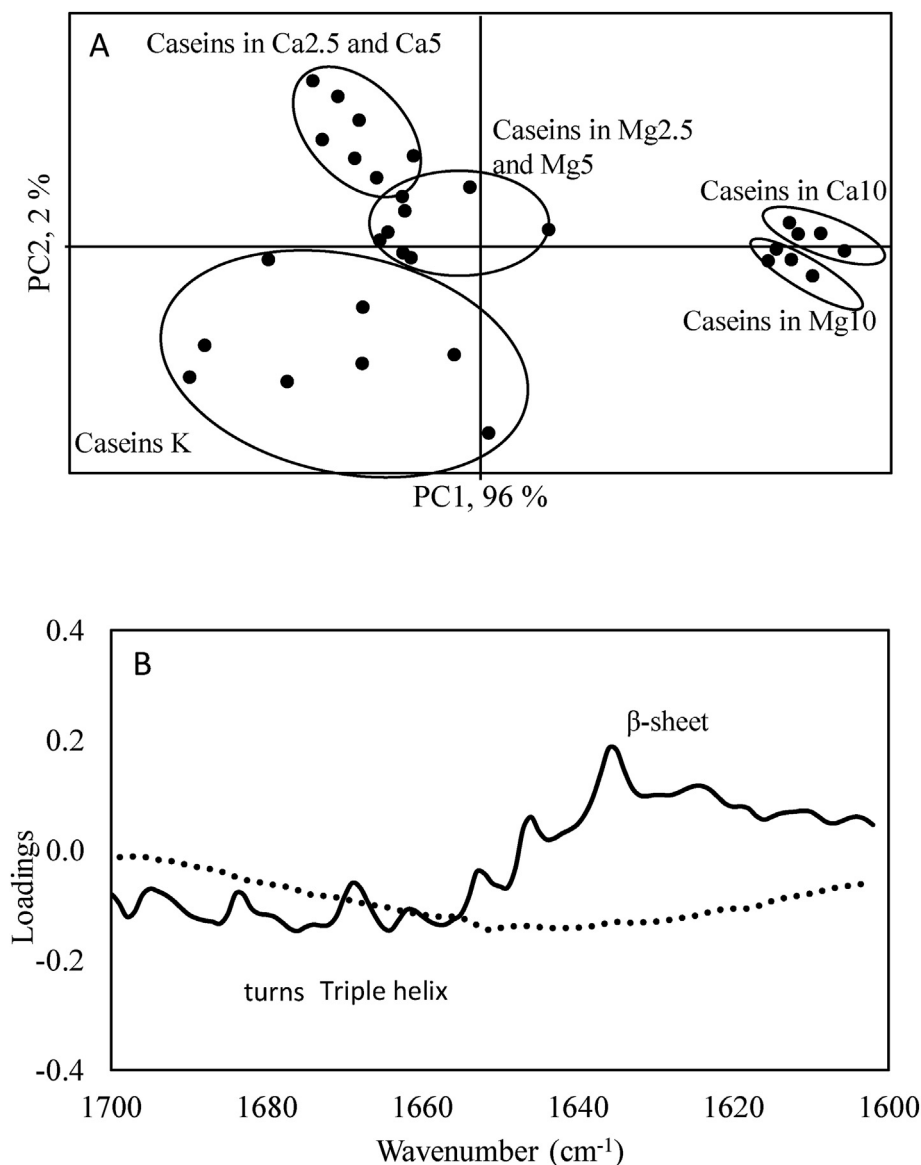 A
Caseins in Ca2.5 and Ca5
Caseins in Mg2.5
and Mg5
Caseins in Ca10
PC2, 2 %
Caseins in Mg10
Caseins K
PC1, 96 %
B
0.4
0.2
0.0
-0.2
-0.4
Loadings
β-sheet
turns Triple helix
1700 1680 1660 1640 1620 1600
Wavenumber (cm⁻¹)